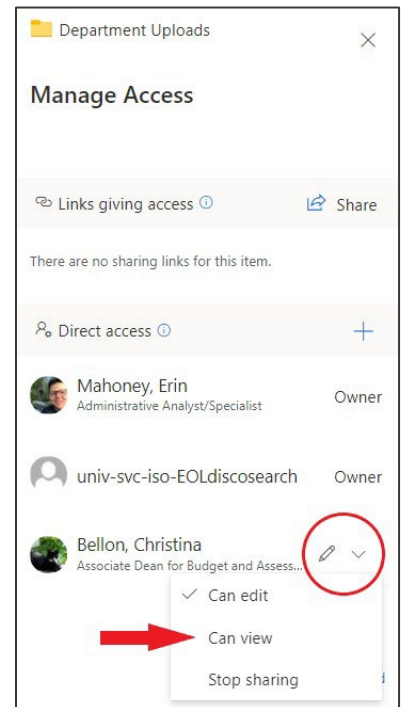 Department Uploads
Manage Access
Links giving access
Share
There are no sharing links for this item.
Direct access
Mahoney, Erin
Administrative Analyst/Specialist
Owner
univ-svc-iso-EOLdiscosearch
Owner
Bellon, Christina
Associate Dean for Budget and Assess...
Can edit
Can view
Stop sharing